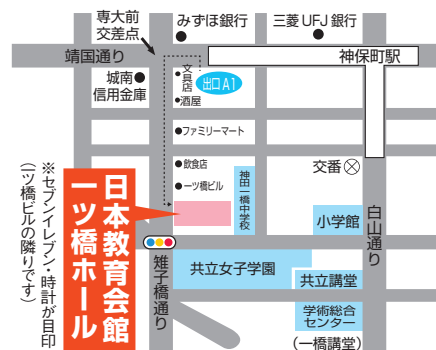 専大前
交差点
みずほ銀行
三菱UFJ銀行
靖国通り
神保町駅
城南
信用金庫
文具店
出口A1
酒屋
ファミリーマート
飲食店
一ツ橋ビル
神田一橋中学校
交番
小学館
白山通り
日本教育会館
一ツ橋ホール
※セブンイレブン・時計が目印
(一ツ橋ビルの隣りです)
雉子橋通り
共立女子学園
共立講堂
学術総合
センター
(一橋講堂)